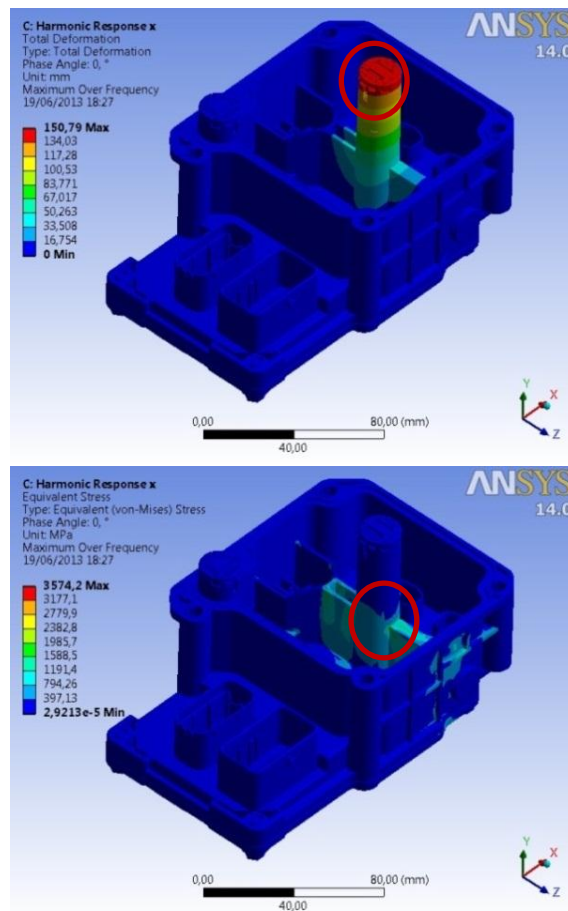 C: Harmonic Response x
Total Deformation
Type: Total Deformation
Phase Angle: 0, °
Unit: mm
Maximum Over Frequency
19/06/2013 18:27
150,79 Max
134,03
117,28
100,53
83,771
67,017
50,263
33,508
16,754
0 Min
ANSYS
14.0
0,00
80,00 (mm)
40,00
Y
X
Z
C: Harmonic Response x
Equivalent Stress
Type: Equivalent (von-Mises) Stress
Phase Angle: 0, °
Unit: MPa
Maximum Over Frequency
19/06/2013 18:27
3574,2 Max
3177,1
2779,9
2382,8
1985,7
1588,5
1191,4
794,26
397,13
2,9213e-5 Min
ANSYS
14.0
0,00
80,00 (mm)
40,00
Y
X
Z